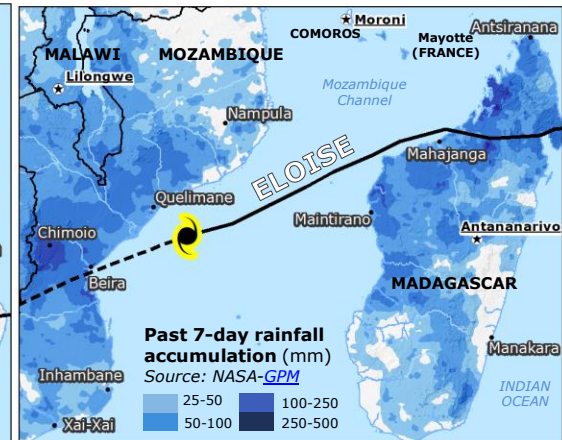 Moroni
COMOROS
Mayotte
(FRANCE)
Antsiranana
MALAWI
MOZAMBIQUE
Lilongwe
Mozambique
Channel
Nampula
ELOISE
Mahajanga
Quelimane
Maintirano
Chimoio
Antananarivo
Beira
MADAGASCAR
Past 7-day rainfall
accumulation (mm)
Source: NASA-GPM
Manakara
Inhambane
INDIAN
OCEAN
25-50
100-250
50-100
250-500
Xai-Xai